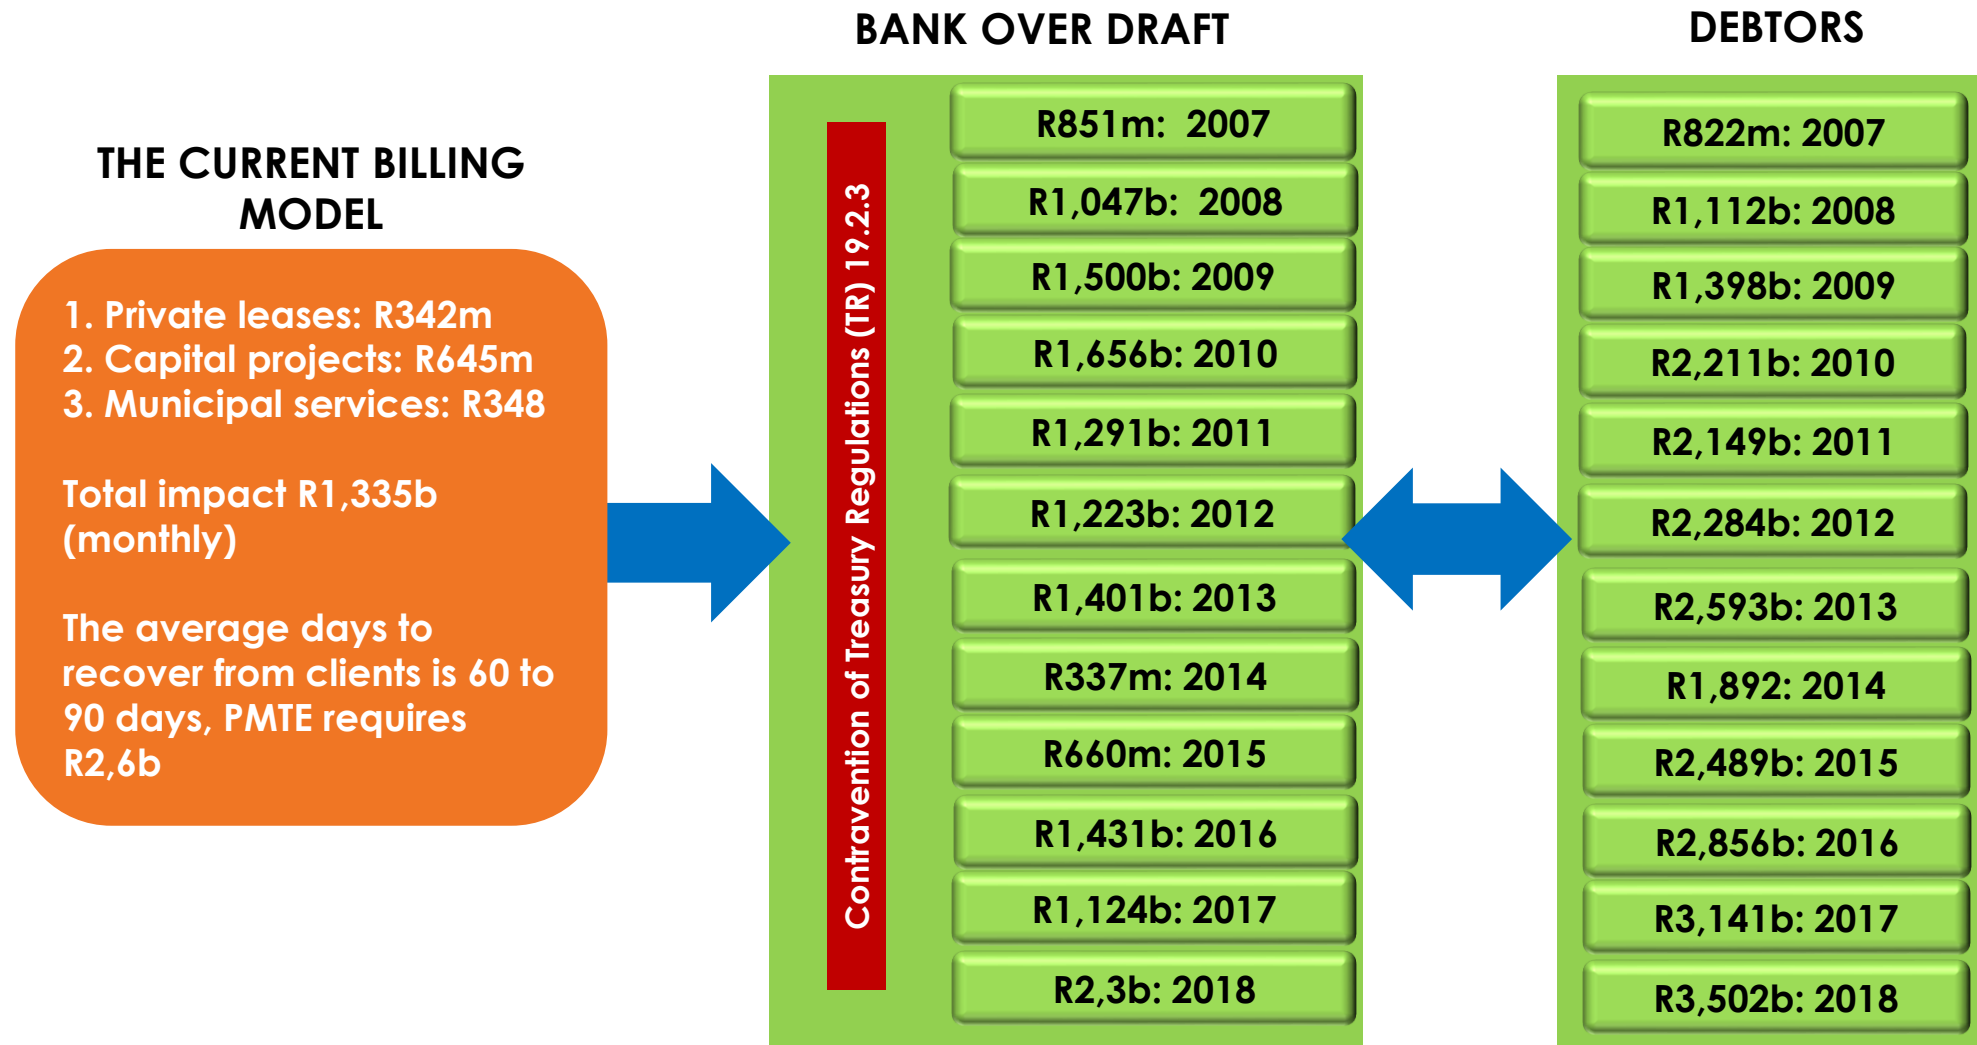 THE CURRENT BILLING
MODEL
1. Private leases: R342m
2. Capital projects: R645m
3. Municipal services: R348
Total impact R1,335b
(monthly)
The average days to
recover from clients is 60 to
90 days, PMTE requires
R2,6b
BANK OVER DRAFT
Contravention of Treasury Regulations (TR) 19.2.3
R851m: 2007
R1,047b: 2008
R1,500b: 2009
R1,656b: 2010
R1,291b: 2011
R1,223b: 2012
R1,401b: 2013
R337m: 2014
R660m: 2015
R1,431b: 2016
R1,124b: 2017
R2,3b: 2018
DEBTORS
R822m: 2007
R1,112b: 2008
R1,398b: 2009
R2,211b: 2010
R2,149b: 2011
R2,284b: 2012
R2,593b: 2013
R1,892: 2014
R2,489b: 2015
R2,856b: 2016
R3,141b: 2017
R3,502b: 2018